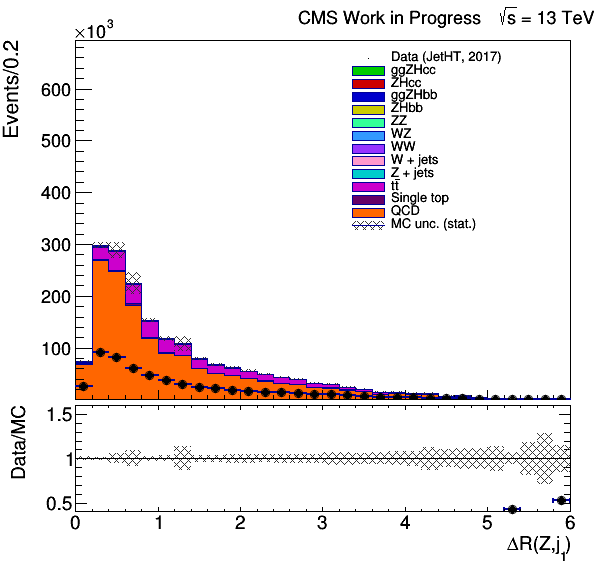 CMS Work in Progress √s = 13 TeV
×10³
Events/0.2
600
500
400
300
200
100
Data (JetHT, 2017)
ggZHcc
ZHcc
ggZHbb
ZHbb
ZZ
WZ
WW
W + jets
Z + jets
tt̄
Single top
QCD
MC unc. (stat.)
Data/MC
1.5
1
0.5
0 1 2 3 4 5 6
ΔR(Z,j₁)